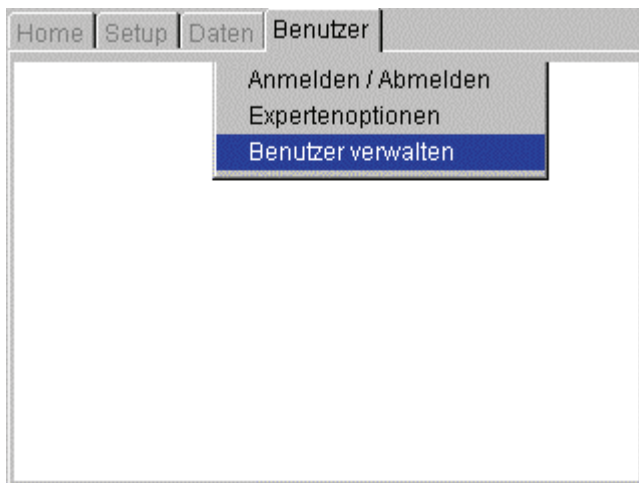 Home Setup Daten Benutzer
Anmelden / Abmelden
Expertenoptionen
Benutzer verwalten